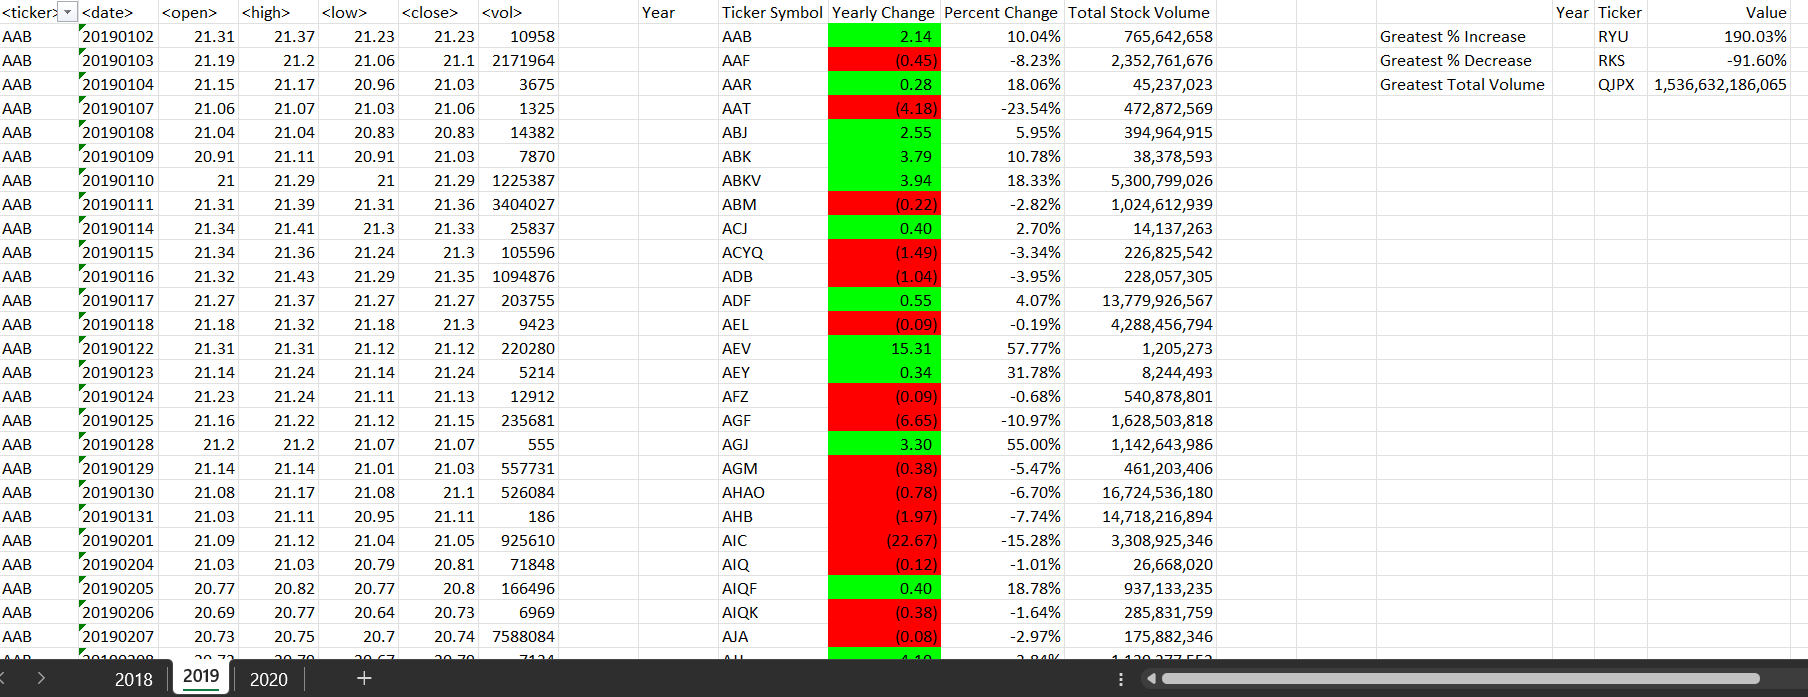 <ticker> <date> <open> <high> <low> <close> <vol> Year Ticker Symbol Yearly Change Percent Change Total Stock Volume Year Ticker Value
AAB 20190102 21.31 21.37 21.23 21.23 10958 AAB 2.14 10.04% 765,642,658 Greatest % Increase RYU 190.03%
AAB 20190103 21.19 21.2 21.06 21.1 2171964 AAF (0.45) -8.23% 2,352,761,676 Greatest % Decrease RKS -91.60%
AAB 20190104 21.15 21.17 20.96 21.03 3675 AAR 0.28 18.06% 45,237,023 Greatest Total Volume QJPX 1,536,632,186,065
AAB 20190107 21.06 21.07 21.03 21.06 1325 AAT (4.18) -23.54% 472,872,569
AAB 20190108 21.04 21.04 20.83 20.83 14382 ABJ 2.55 5.95% 394,964,915
AAB 20190109 20.91 21.11 20.91 21.03 7870 ABK 3.79 10.78% 38,378,593
AAB 20190110 21 21.29 21 21.29 1225387 ABKV 3.94 18.33% 5,300,799,026
AAB 20190111 21.31 21.39 21.31 21.36 3404027 ABM (0.22) -2.82% 1,024,612,939
AAB 20190114 21.34 21.41 21.3 21.33 25837 ACJ 0.40 2.70% 14,137,263
AAB 20190115 21.34 21.36 21.24 21.3 105596 ACYQ (1.49) -3.34% 226,825,542
AAB 20190116 21.32 21.43 21.29 21.35 1094876 ADB (1.04) -3.95% 228,057,305
AAB 20190117 21.27 21.37 21.27 21.27 203755 ADF 0.55 4.07% 13,779,926,567
AAB 20190118 21.18 21.32 21.18 21.3 9423 AEL (0.09) -0.19% 4,288,456,794
AAB 20190122 21.31 21.31 21.12 21.12 220280 AEV 15.31 57.77% 1,205,273
AAB 20190123 21.14 21.24 21.14 21.24 5214 AEY 0.34 31.78% 8,244,493
AAB 20190124 21.23 21.24 21.11 21.13 12912 AFZ (0.09) -0.68% 540,878,801
AAB 20190125 21.16 21.22 21.12 21.15 235681 AGF (6.65) -10.97% 1,628,503,818
AAB 20190128 21.2 21.2 21.07 21.07 555 AGJ 3.30 55.00% 1,142,643,986
AAB 20190129 21.14 21.14 21.01 21.03 557731 AGM (0.38) -5.47% 461,203,406
AAB 20190130 21.08 21.17 21.08 21.1 526084 AHAO (0.78) -6.70% 16,724,536,180
AAB 20190131 21.03 21.11 20.95 21.11 186 AHB (1.97) -7.74% 14,718,216,894
AAB 20190201 21.09 21.12 21.04 21.05 925610 AIC (22.67) -15.28% 3,308,925,346
AAB 20190204 21.03 21.03 20.79 20.81 71848 AIQ (0.12) -1.01% 26,668,020
AAB 20190205 20.77 20.82 20.77 20.8 166496 AIQF 0.40 18.78% 937,133,235
AAB 20190206 20.69 20.77 20.64 20.73 6969 AIQK (0.38) -1.64% 285,831,759
AAB 20190207 20.73 20.75 20.7 20.74 7588084 AJA (0.08) -2.97% 175,882,346
2018 2019 2020